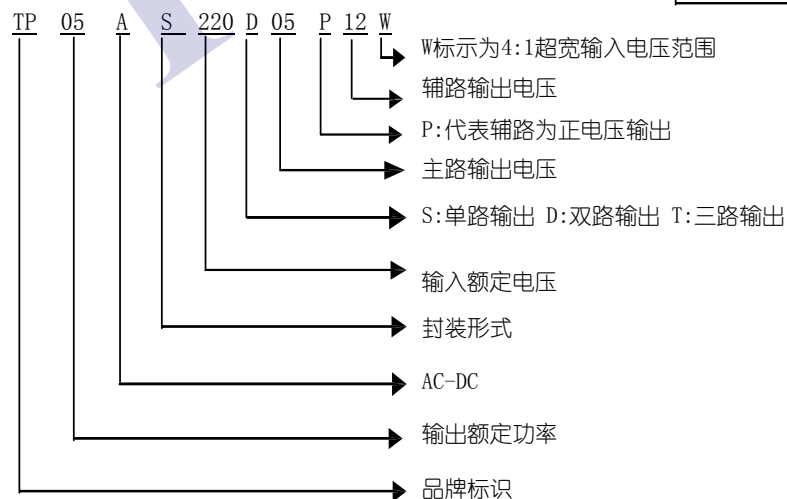 TP 05 A S 220 D 05 P 12 W
W标示为4:1超宽输入电压范围
辅路输出电压
P:代表辅路为正电压输出
主路输出电压
S:单路输出 D:双路输出 T:三路输出
输入额定电压
封装形式
AC-DC
输出额定功率
品牌标识